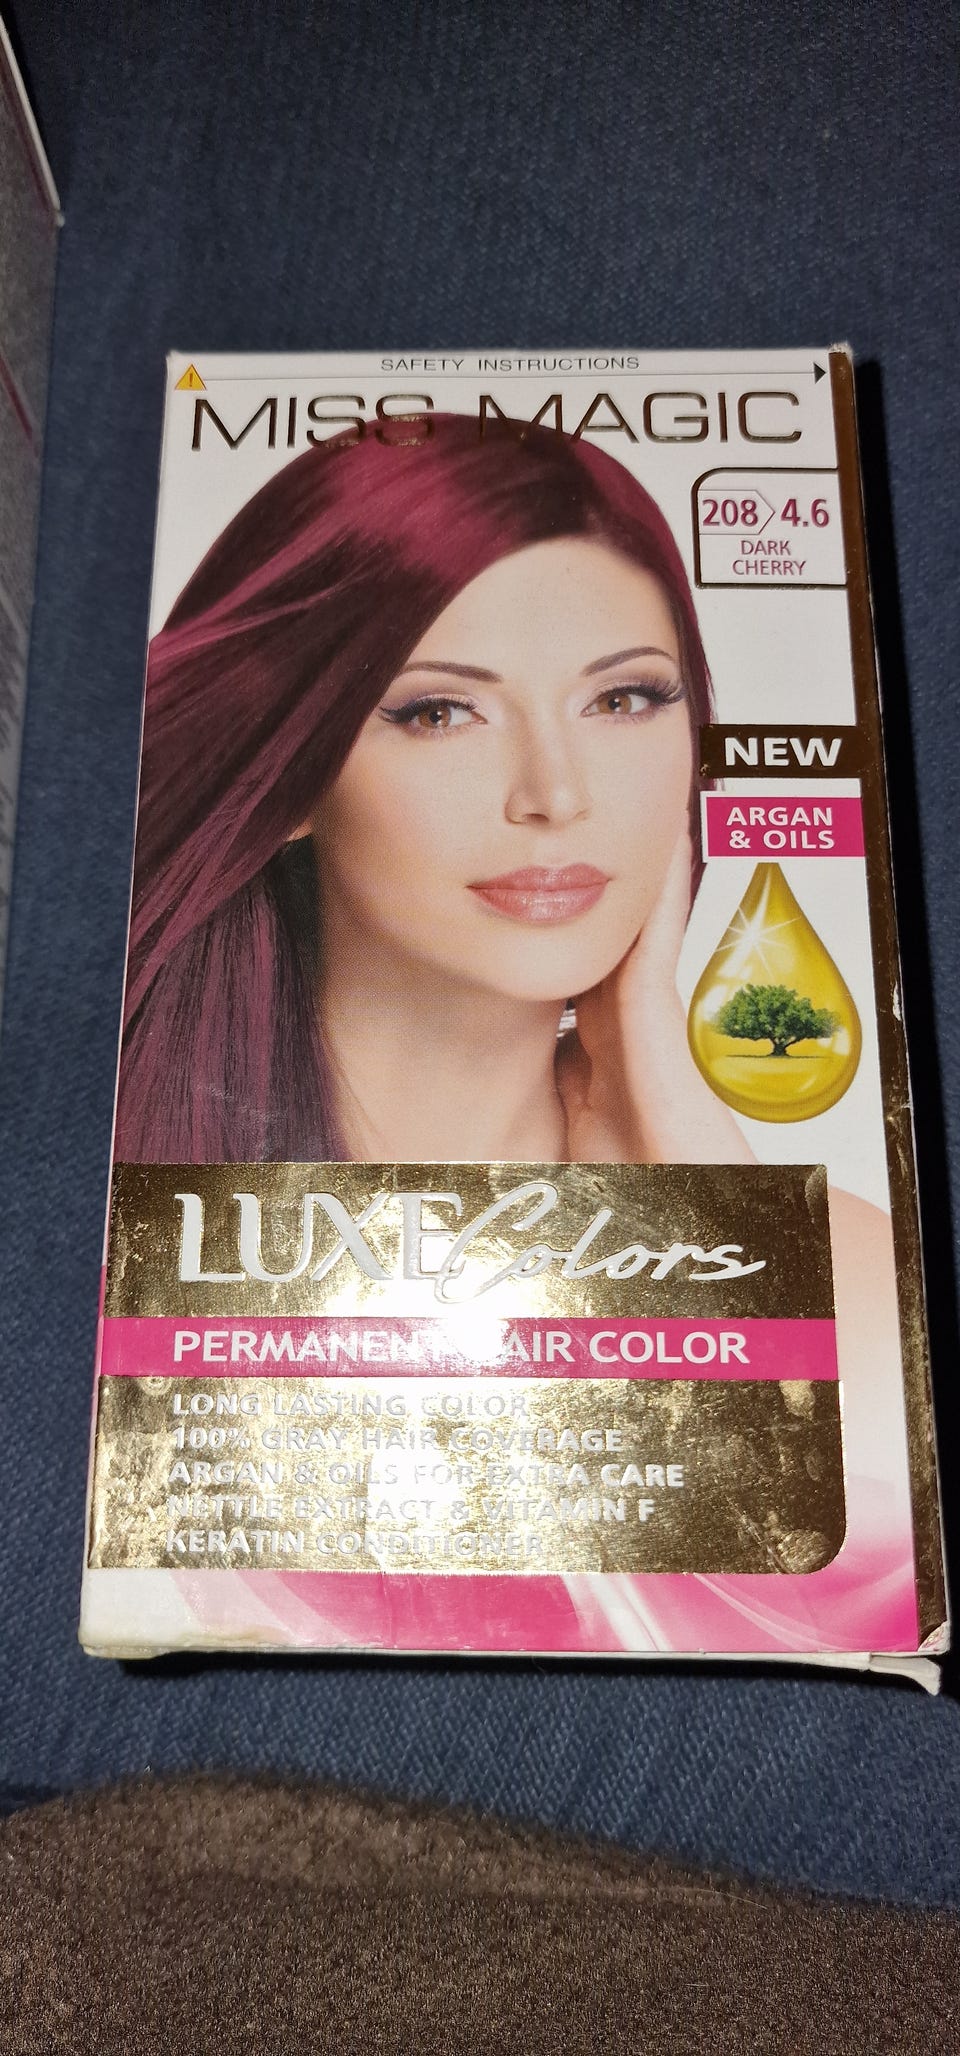 SAFETY INSTRUCTIONS
MISS MAGIC
208 4.6
DARK
CHERRY
NEW
ARGAN
& OILS
LUXE Colors
PERMANENT HAIR COLOR
LONG LASTING COLOR
100% GRAY HAIR COVERAGE
ARGAN & OILS FOR EXTRA CARE
NETTLE EXTRACT & VITAMIN F
KERATIN CONDITIONER